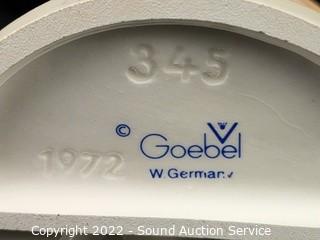 345
© Goebel
1972
W. Germany
Copyright 2022 - Sound Auction Service